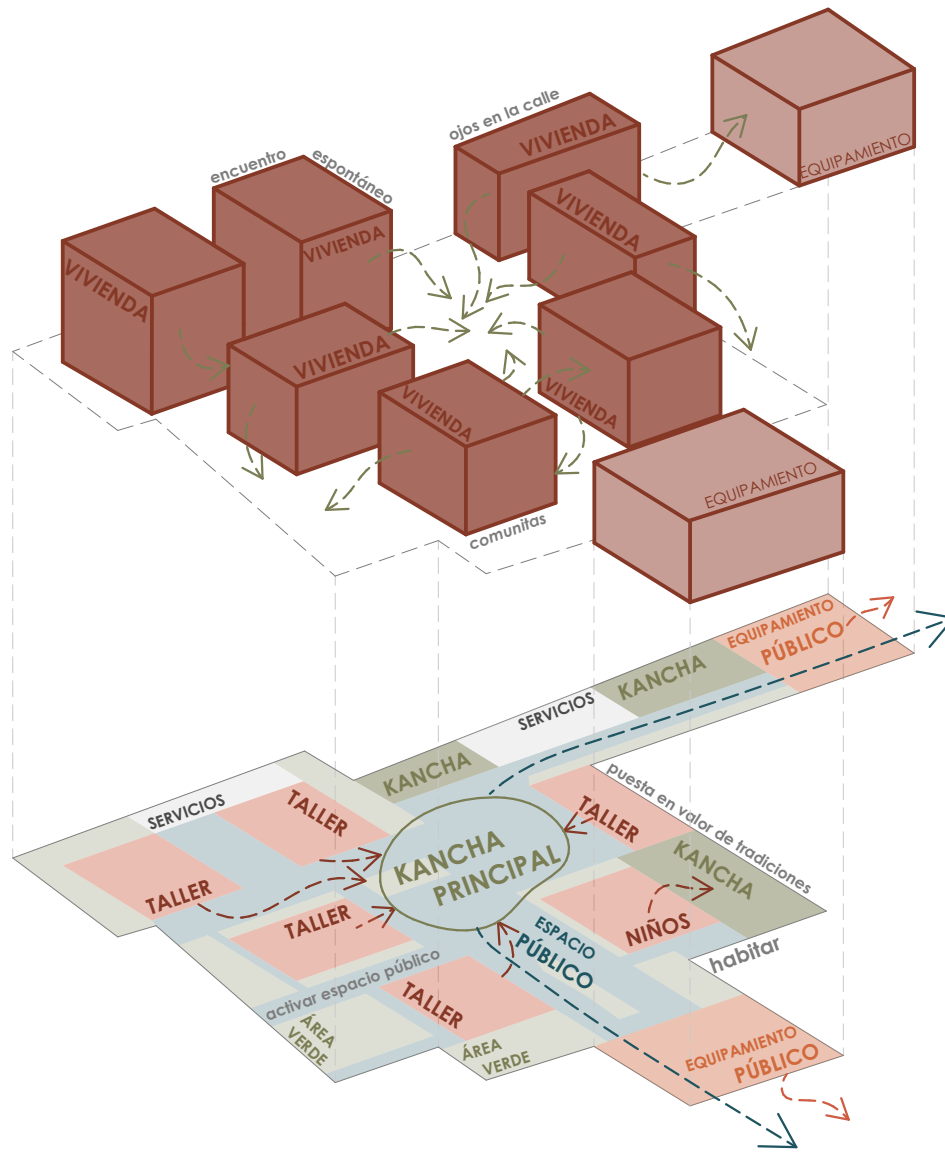 ojos en la calle
VIVIENDA
EQUIPAMIENTO
encuentro
espontáneo
VIVIENDA
VIVIENDA
VIVIENDA
VIVIENDA
VIVIENDA
VIVIENDA
EQUIPAMIENTO
comunitas
EQUIPAMIENTO
PÚBLICO
KANCHA
SERVICIOS
KANCHA
SERVICIOS
TALLER
TALLER
puesta en valor de tradiciones
KANCHA
KANCHA
PRINCIPAL
TALLER
TALLER
NIÑOS
ESPACIO
PÚBLICO
habitar
activar espacio público
TALLER
ÁREA
VERDE
ÁREA
VERDE
EQUIPAMIENTO
PÚBLICO